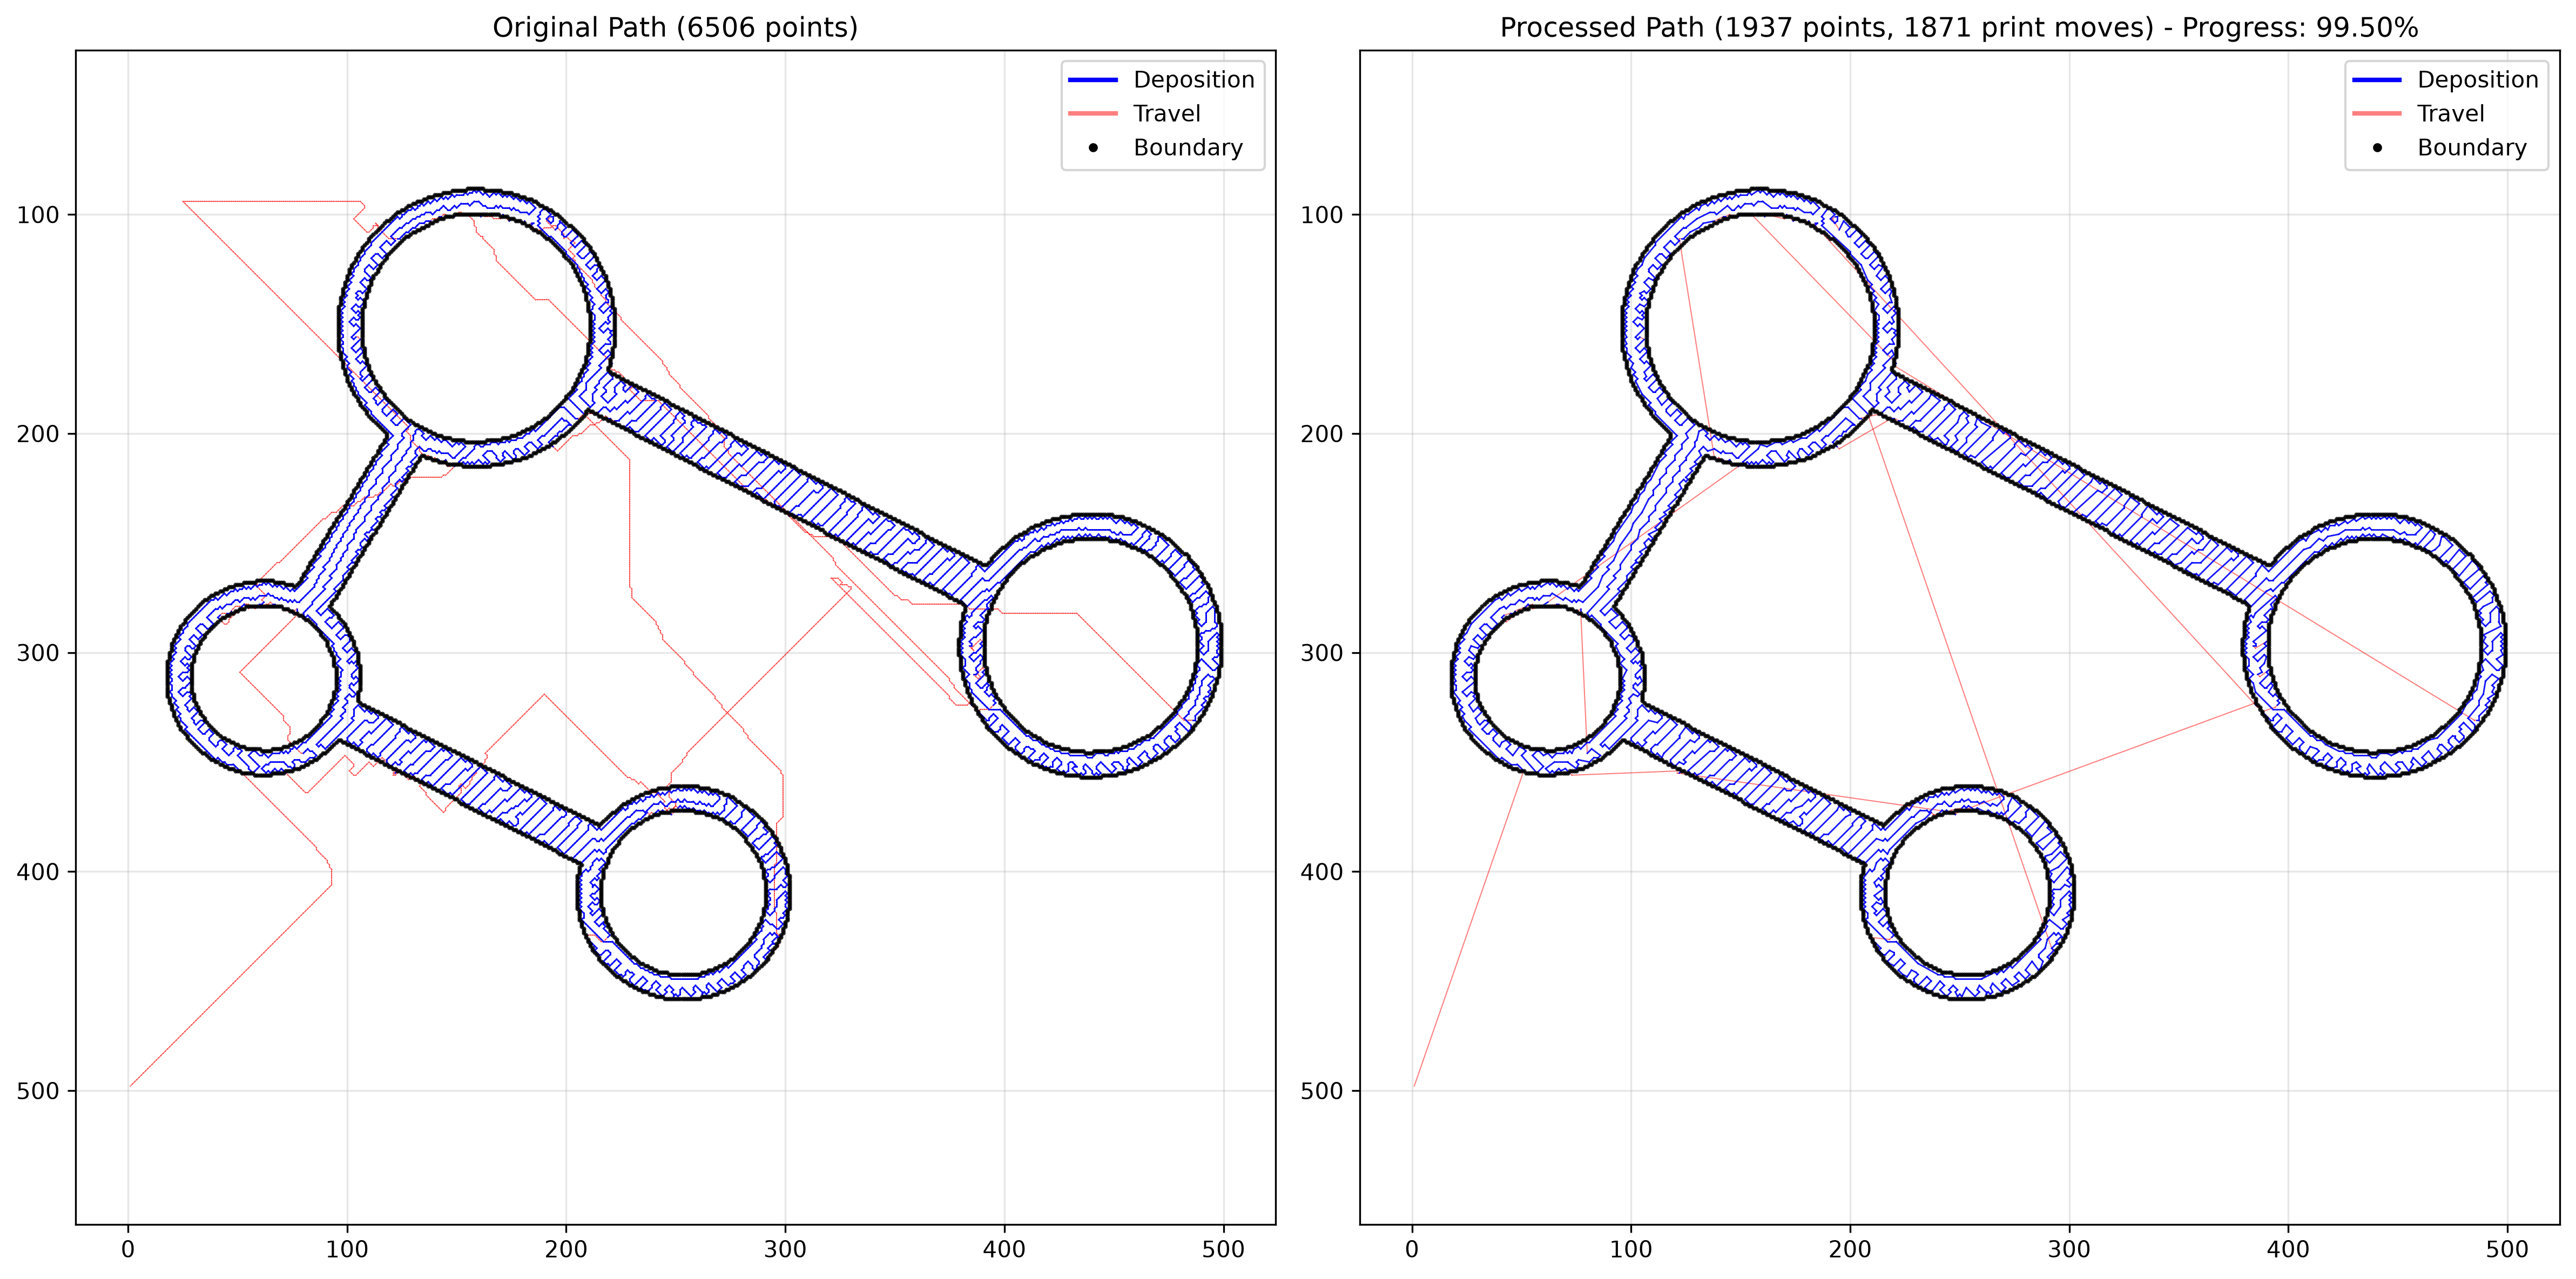 Original Path (6506 points)
Deposition
Travel
Boundary
100
200
300
400
500
0 100 200 300 400 500
Processed Path (1937 points, 1871 print moves) - Progress: 99.50%
Deposition
Travel
Boundary
100
200
300
400
500
0 100 200 300 400 500